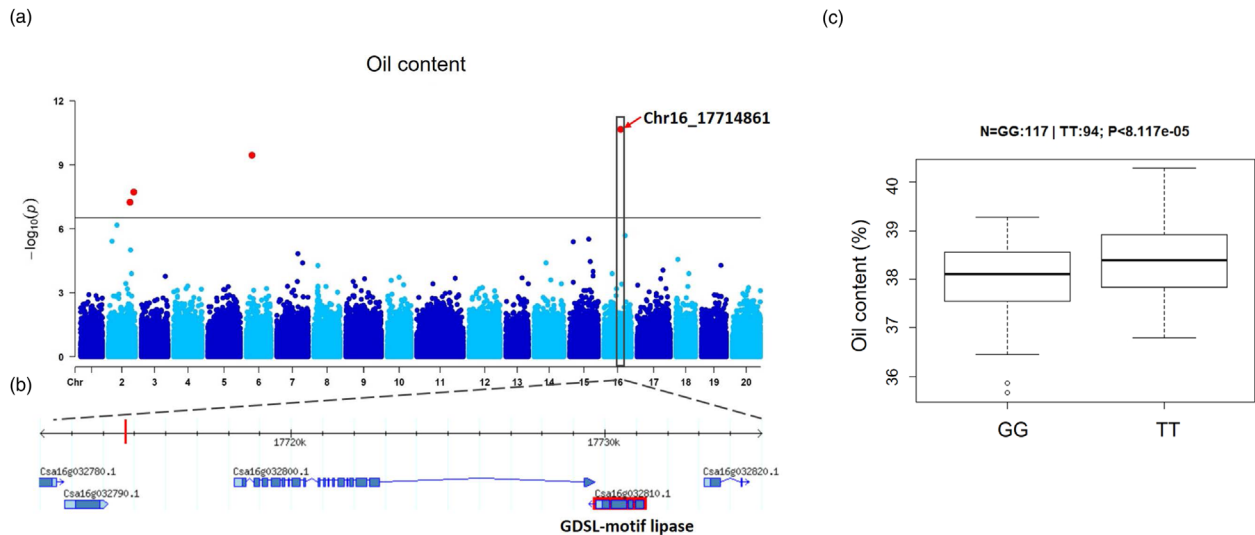 (a)
Oil content
12
9
6
3
0
−log10(p)
Chr16_17714861
Chr 1 2 3 4 5 6 7 8 9 10 11 12 13 14 15 16 17 18 19 20
(b)
17720k
17730k
Csa16g032780.1
Csa16g032790.1
Csa16g032800.1
Csa16g032810.1
Csa16g032820.1
GDSL-motif lipase
(c)
N=GG:117 | TT:94; P<8.117e-05
40
39
38
37
36
Oil content (%)
GG TT